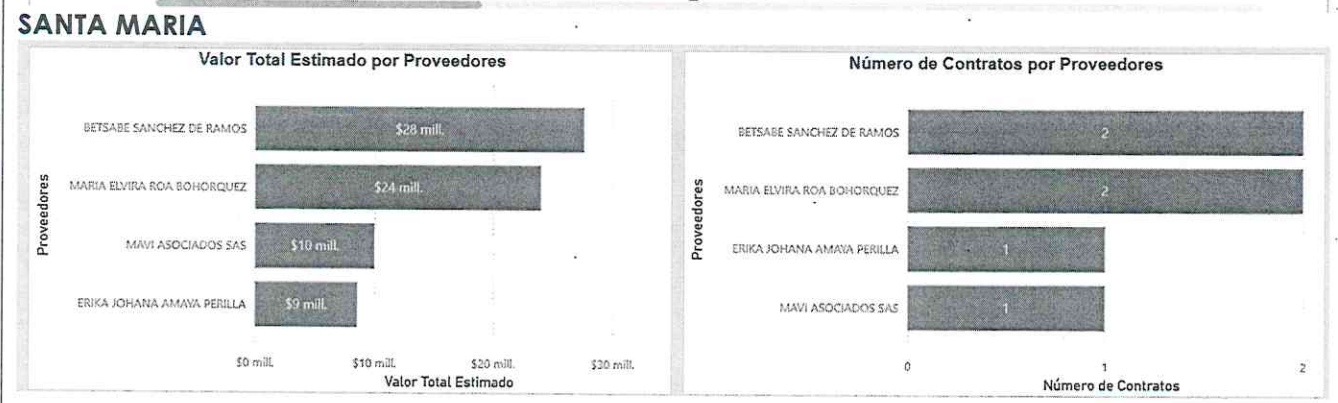 SANTA MARIA
Valor Total Estimado por Proveedores
Proveedores
BETSABE SANCHEZ DE RAMOS
$28 mill.
MARIA ELVIRA ROA BOHORQUEZ
$24 mill.
MAVI ASOCIADOS SAS
$10 mill.
ERIKA JOHANA AMAYA PERILLA
$9 mill.
$0 mill. $10 mill. $20 mill. $30 mill.
Valor Total Estimado
Número de Contratos por Proveedores
Proveedores
BETSABE SANCHEZ DE RAMOS
2
MARIA ELVIRA ROA BOHORQUEZ
2
ERIKA JOHANA AMAYA PERILLA
1
MAVI ASOCIADOS SAS
1
0 1 2
Número de Contratos